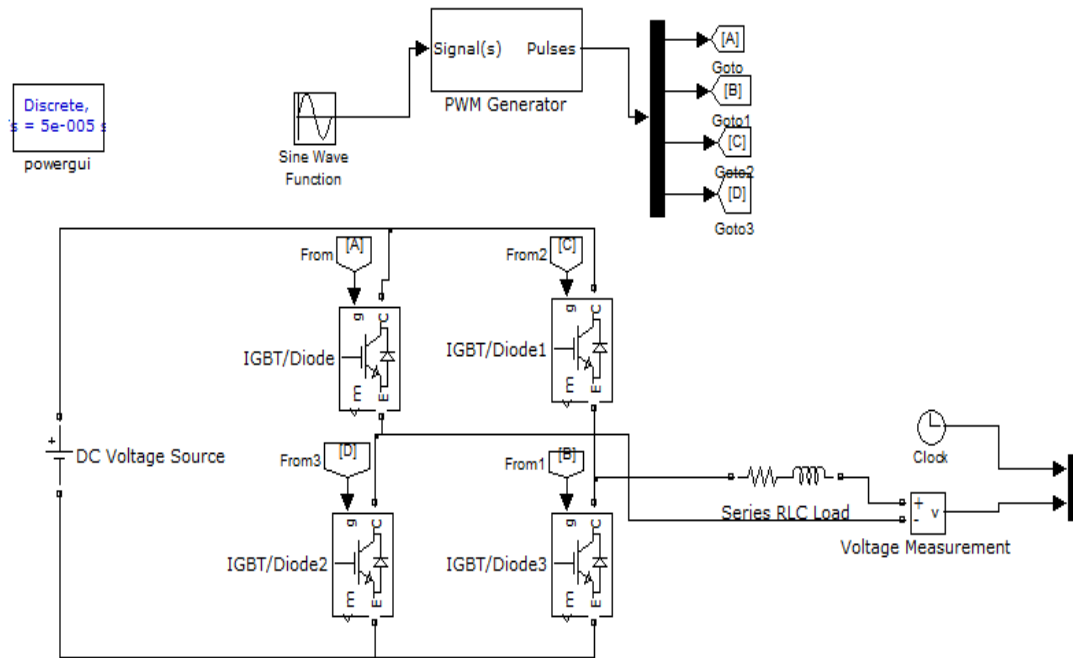 Signal(s) Pulses
PWM Generator
[A]
Goto
[B]
Goto1
[C]
Goto2
[D]
Goto3
Discrete,
s = 5e-005 s
powergui
Sine Wave
Function
From
[A]
From2
[C]
g
C
m
E
IGBT/Diode
g
C
m
E
IGBT/Diode1
+
DC Voltage Source
From3
[D]
From1
[B]
Clock
Series RLC Load
+
-
v
Voltage Measurement
g
C
m
E
IGBT/Diode2
g
C
m
E
IGBT/Diode3